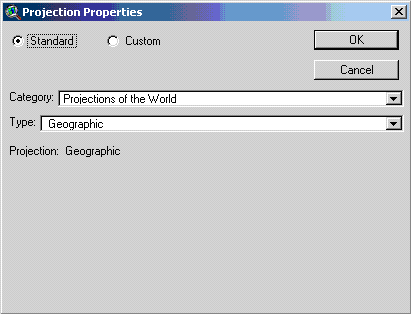 Projection Properties
Standard Custom OK
Cancel
Category: Projections of the World
Type: Geographic
Projection: Geographic